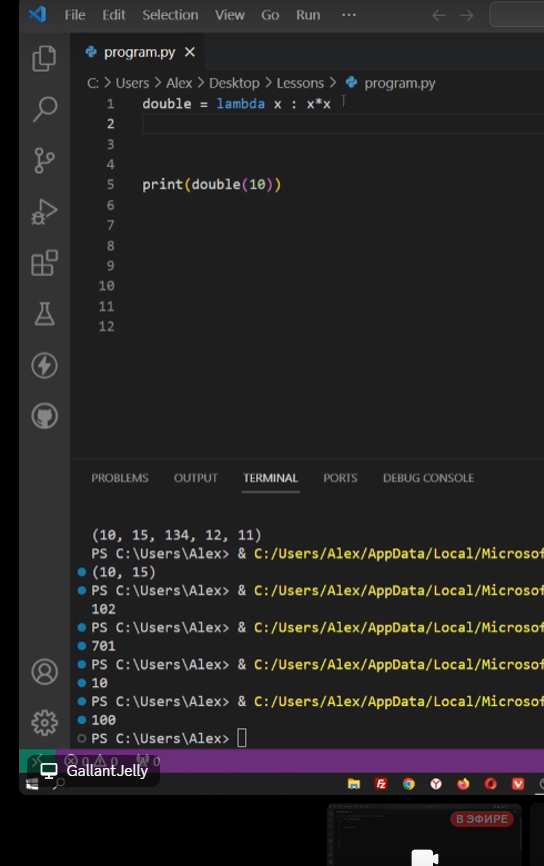 File Edit Selection View Go Run ...
program.py
C: > Users > Alex > Desktop > Lessons > program.py
1 double = lambda x : x*x
2
3
4
5 print(double(10))
6
7
8
9
10
11
12
PROBLEMS OUTPUT TERMINAL PORTS DEBUG CONSOLE
(10, 15, 134, 12, 11)
PS C:\Users\Alex> & C:/Users/Alex/AppData/Local/Microsof
(10, 15)
PS C:\Users\Alex> & C:/Users/Alex/AppData/Local/Microsof
102
PS C:\Users\Alex> & C:/Users/Alex/AppData/Local/Microsof
701
PS C:\Users\Alex> & C:/Users/Alex/AppData/Local/Microsof
10
PS C:\Users\Alex> & C:/Users/Alex/AppData/Local/Microsof
100
PS C:\Users\Alex>
0 0 0
GallantJelly
В ЭФИРЕ